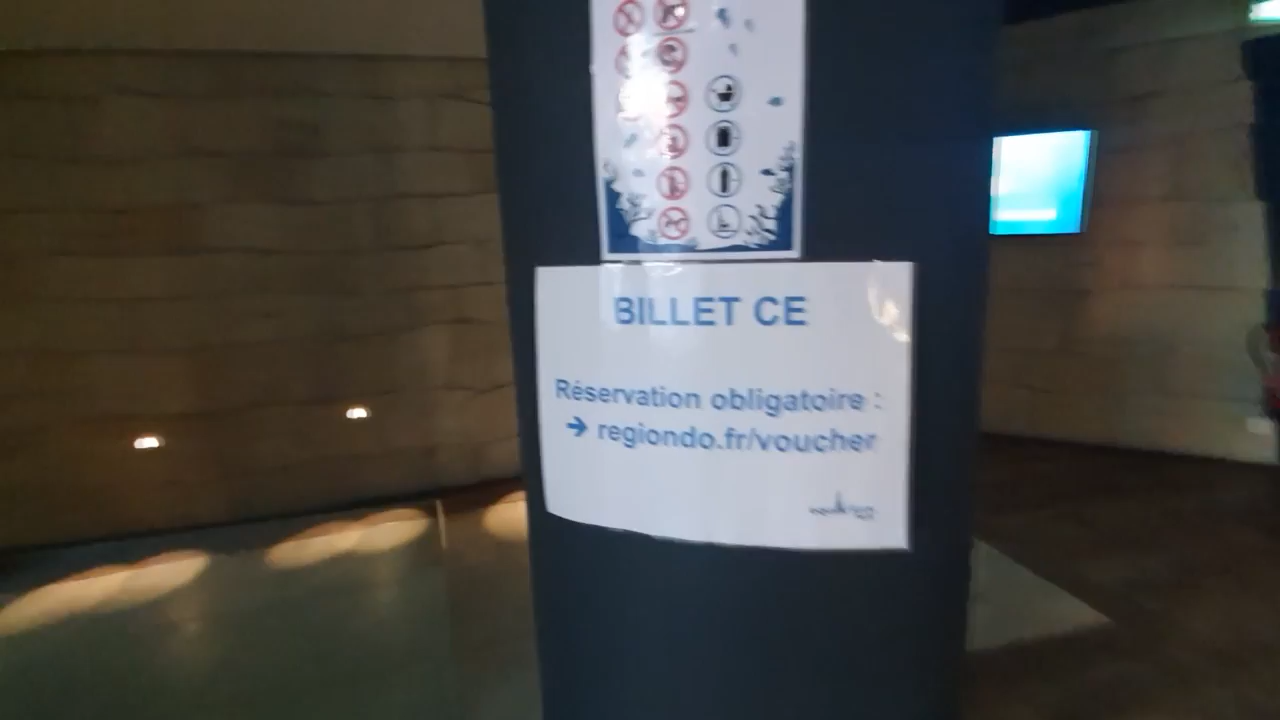 BILLET CE
Réservation obligatoire :
→ regiondo.fr/voucher